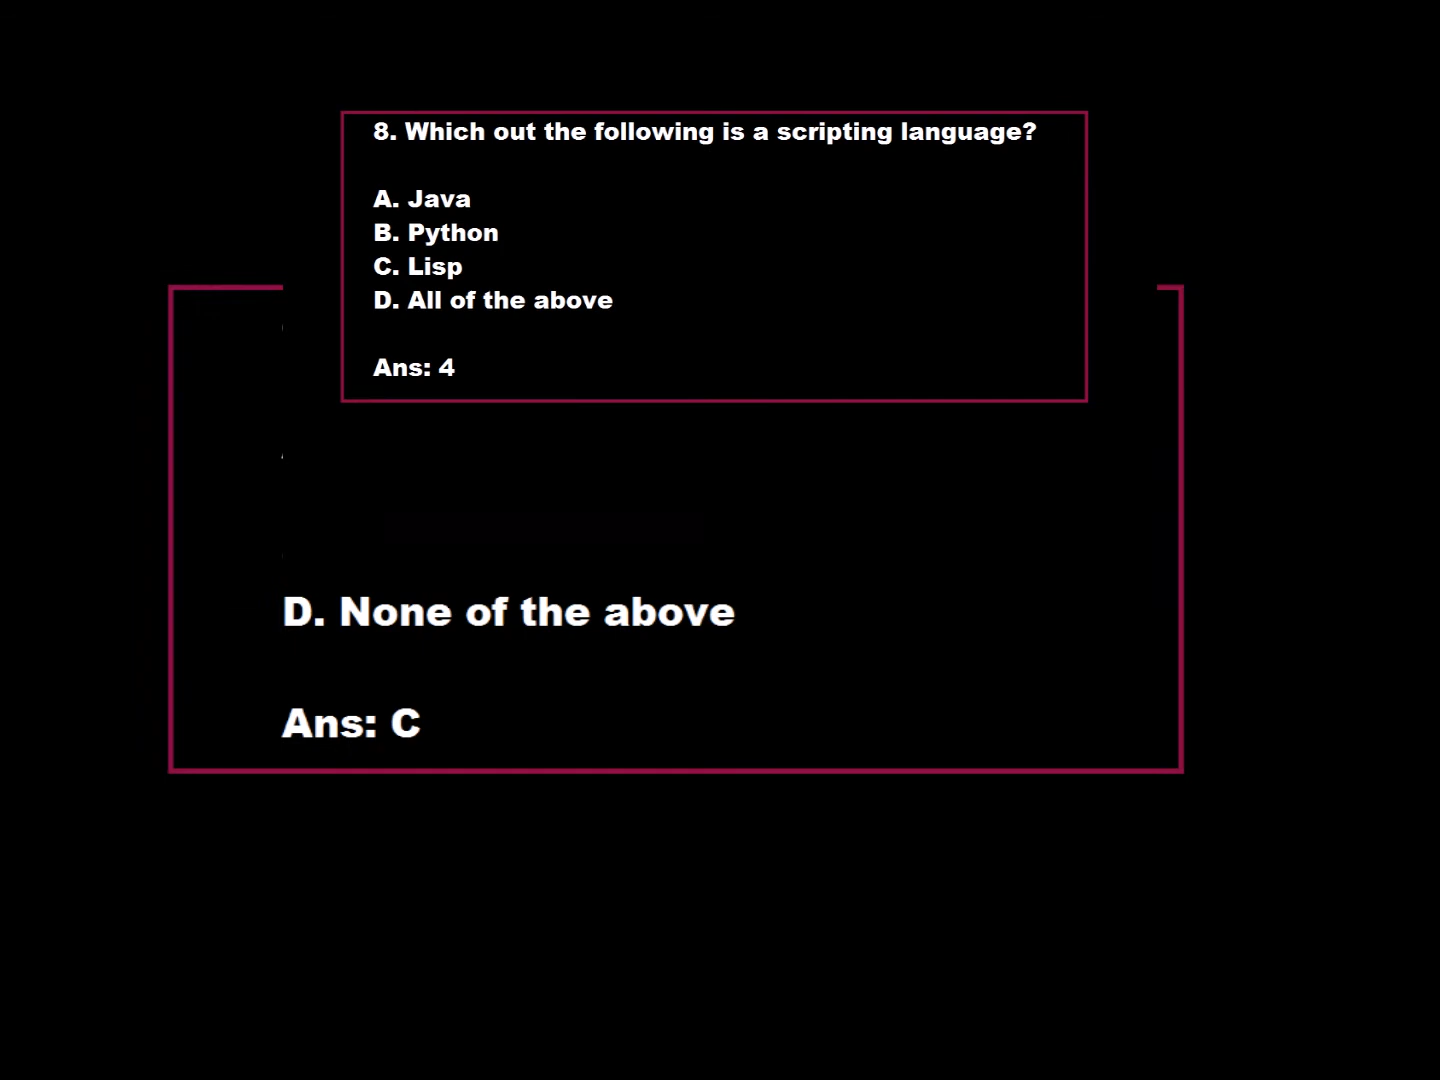 8. Which out the following is a scripting language?
A. Java
B. Python
C. Lisp
D. All of the above
Ans: 4
D. None of the above
Ans: C